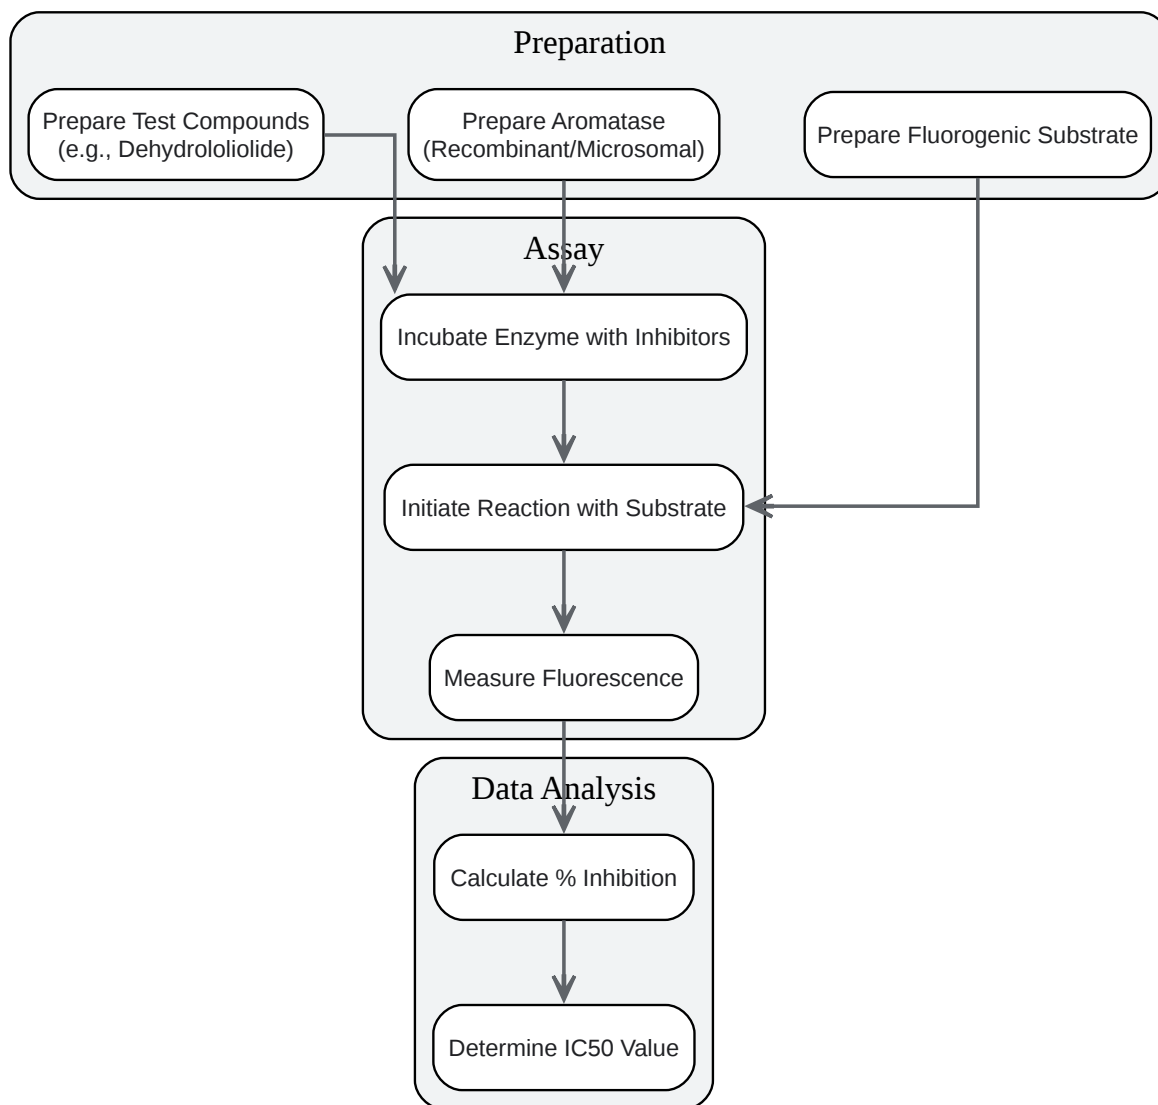 Preparation
Prepare Test Compounds
(e.g., Dehydrololiolide)
Prepare Aromatase
(Recombinant/Microsomal)
Prepare Fluorogenic Substrate
Assay
Incubate Enzyme with Inhibitors
Initiate Reaction with Substrate
Measure Fluorescence
Data Analysis
Calculate % Inhibition
Determine IC50 Value